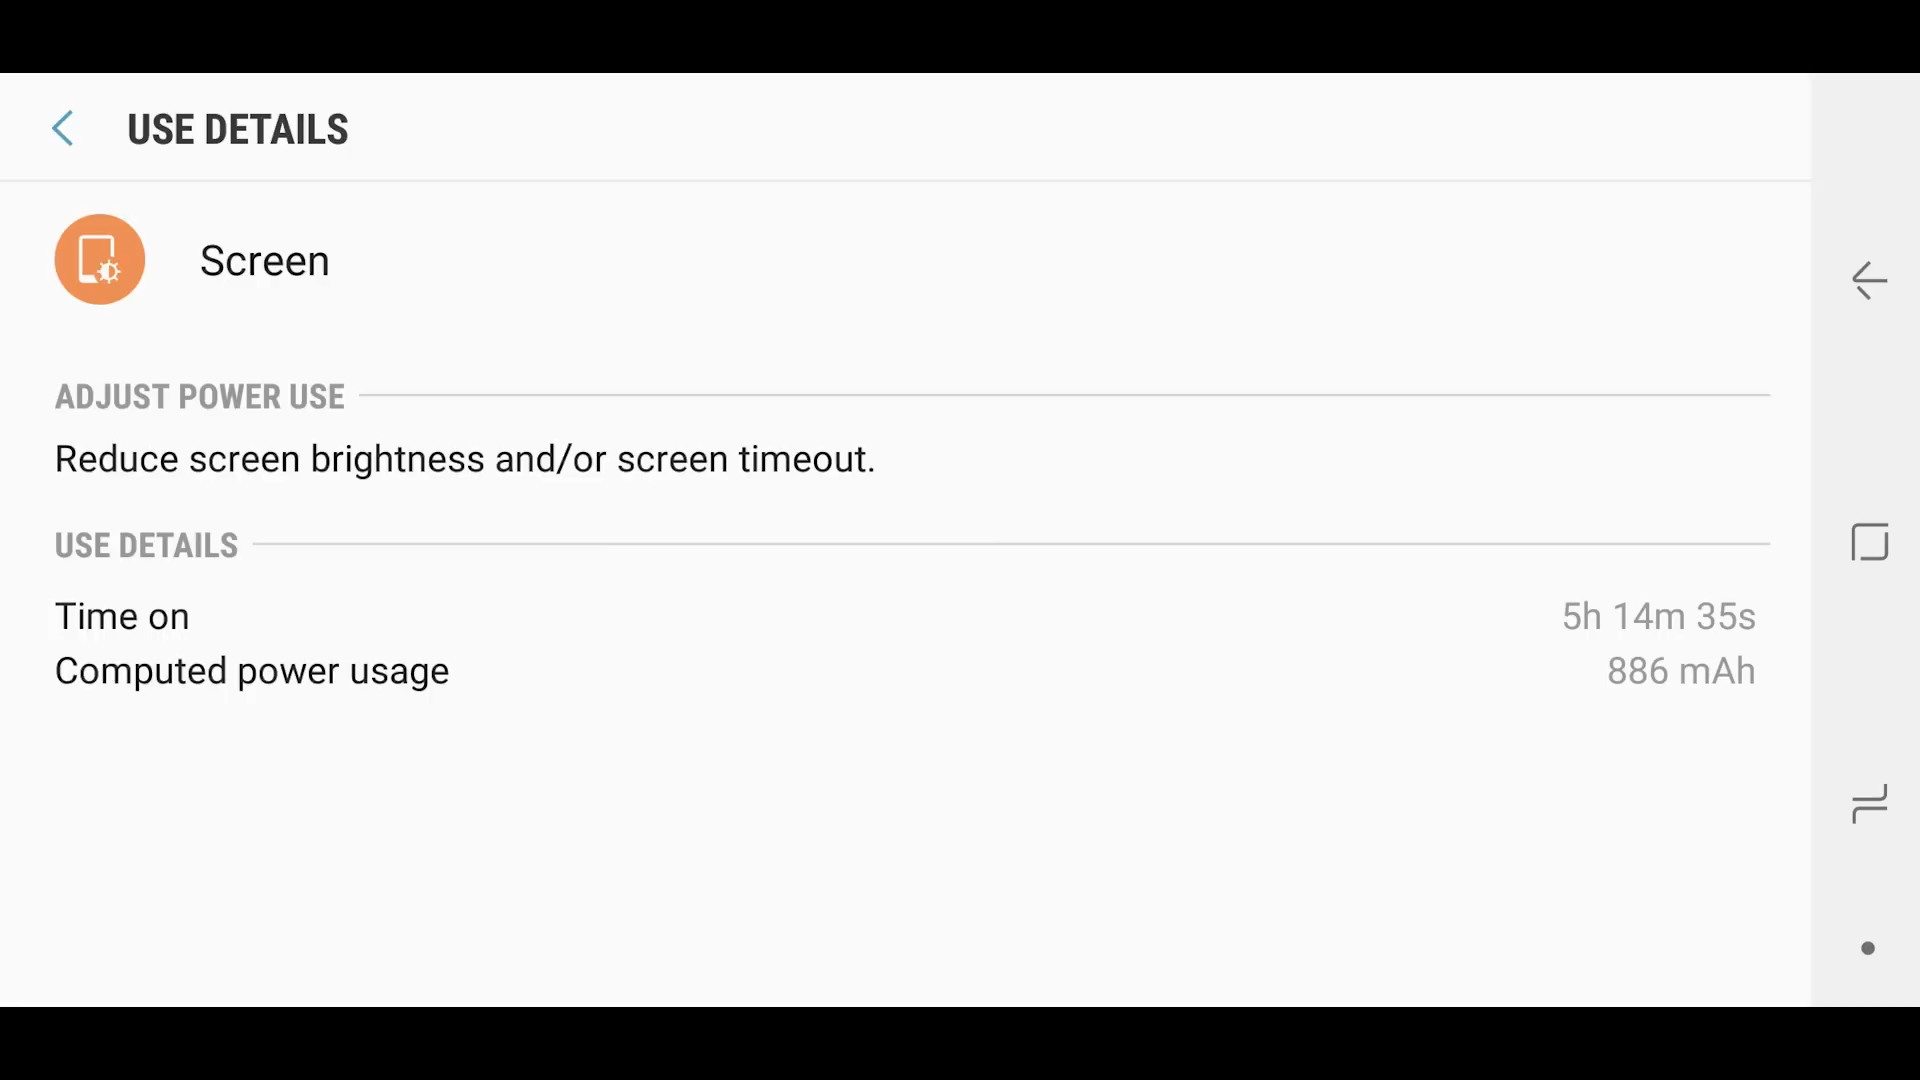 USE DETAILS
Screen
ADJUST POWER USE
Reduce screen brightness and/or screen timeout.
USE DETAILS
Time on 5h 14m 35s
Computed power usage 886 mAh